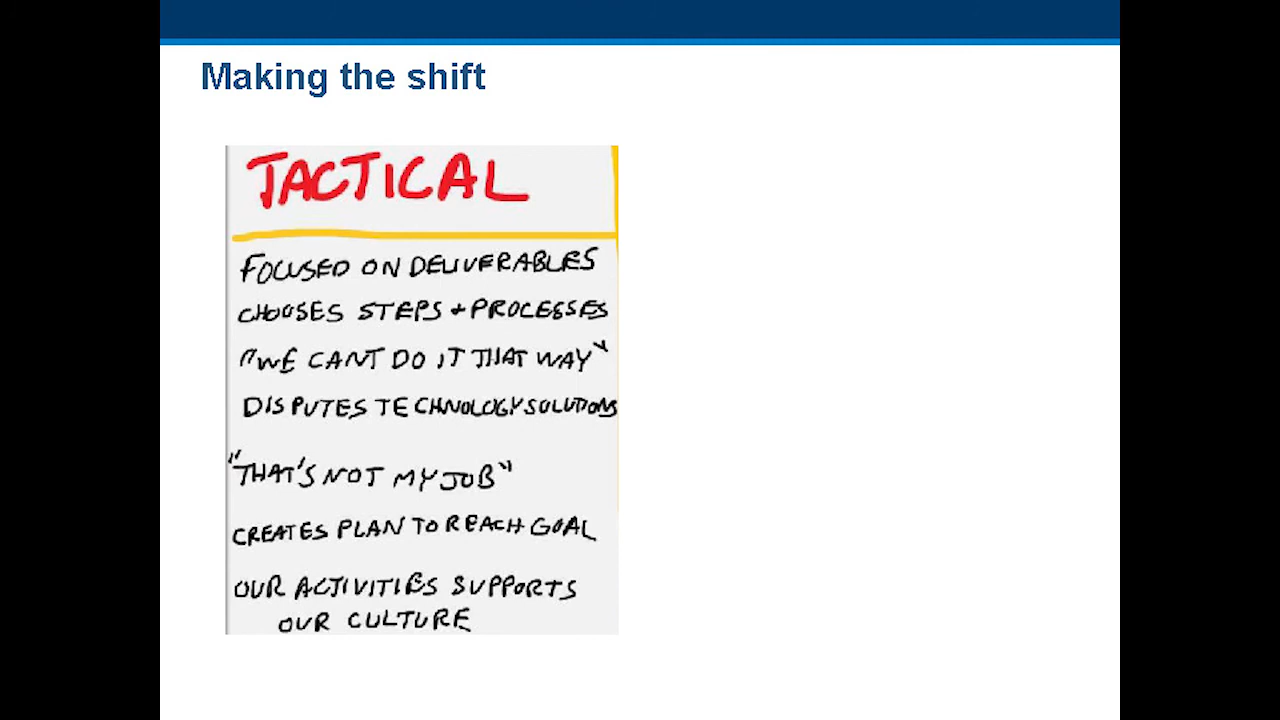 Making the shift
TACTICAL
FOCUSED ON DELIVERABLES
CHOOSES STEPS + PROCESSES
"WE CANT DO IT THAT WAY"
DISPUTES TECHNOLOGY SOLUTIONS
"THAT'S NOT MY JOB"
CREATES PLAN TO REACH GOAL
OUR ACTIVITIES SUPPORTS
OUR CULTURE